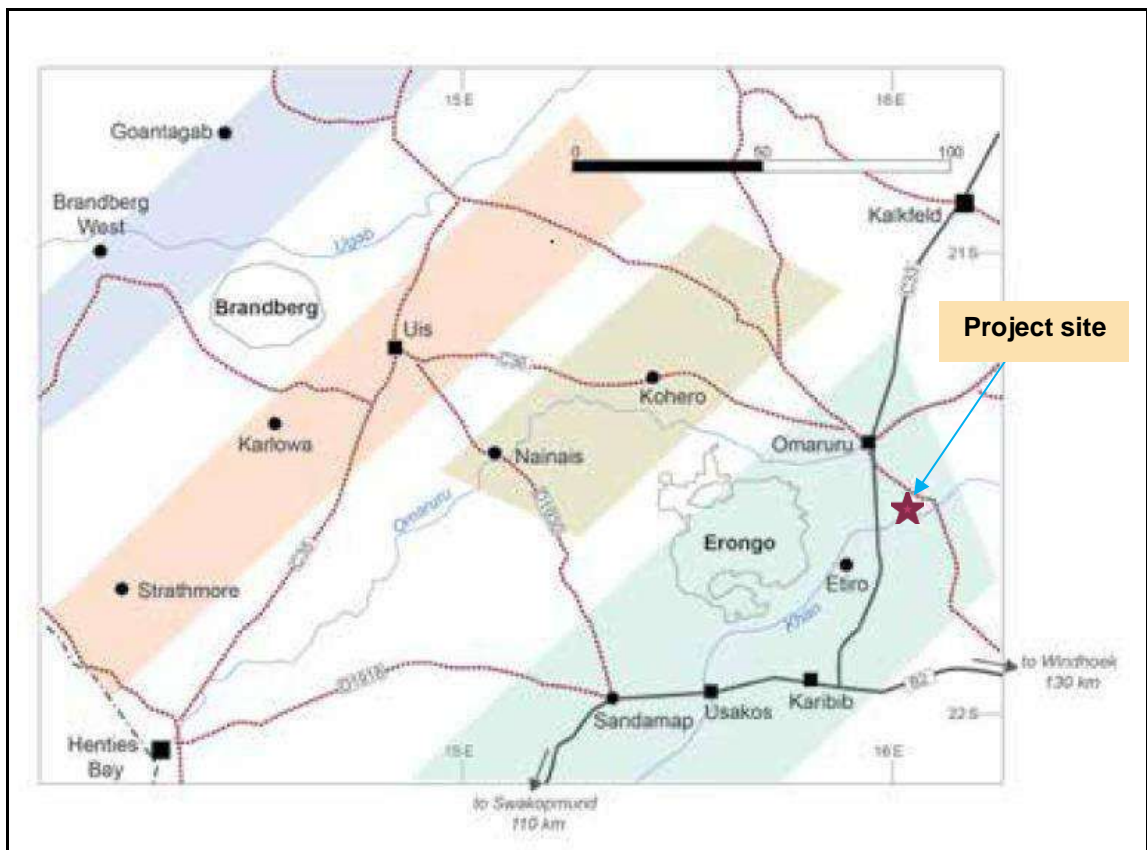 15 E
16 E
Goantagab
0
50
100
Brandberg
West
Kalkfeld
Ugab
21 S
C33
Brandberg
Project site
Uis
C36
Kohero
Karlowa
Omaruru
Nainais
Omaruru
Erongo
C35
Strathmore
Etiro
Khan
to Windhoek
130 km
D1918
B2
Karibib
Sandamap
Usakos
22 S
Henties
Bay
15 E
16 E
to Swakopmund
110 km